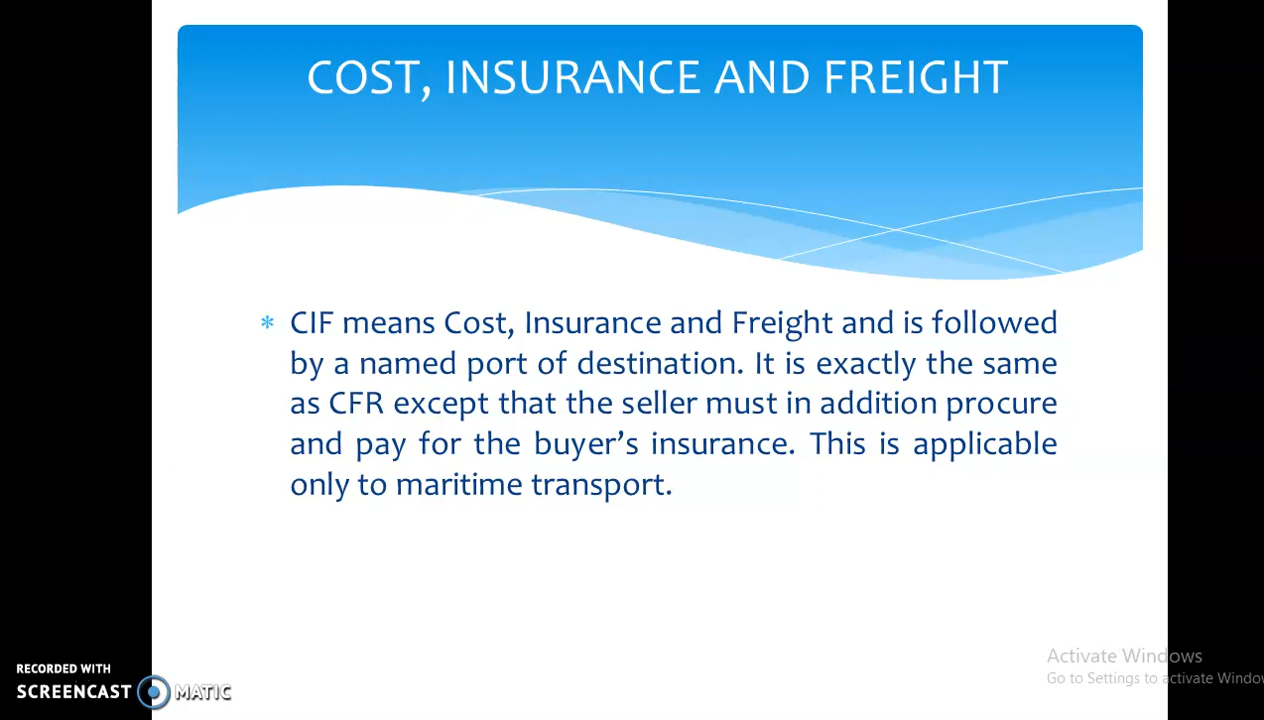 COST, INSURANCE AND FREIGHT
* CIF means Cost, Insurance and Freight and is followed
by a named port of destination. It is exactly the same
as CFR except that the seller must in addition procure
and pay for the buyer’s insurance. This is applicable
only to maritime transport.
Activate Windows
Go to Settings to activate Windo
RECORDED WITH
SCREENCAST MATIC